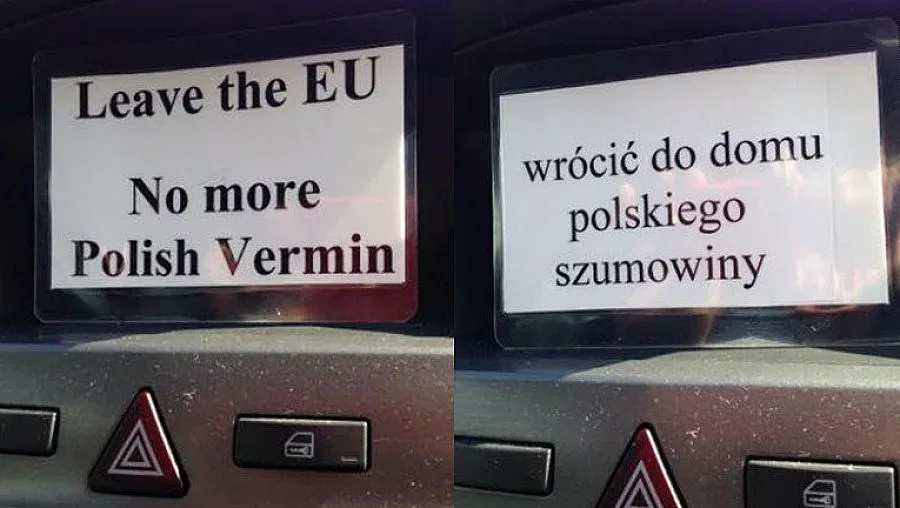 Leave the EU
No more
Polish Vermin
wrócić do domu
polskiego
szumowiny